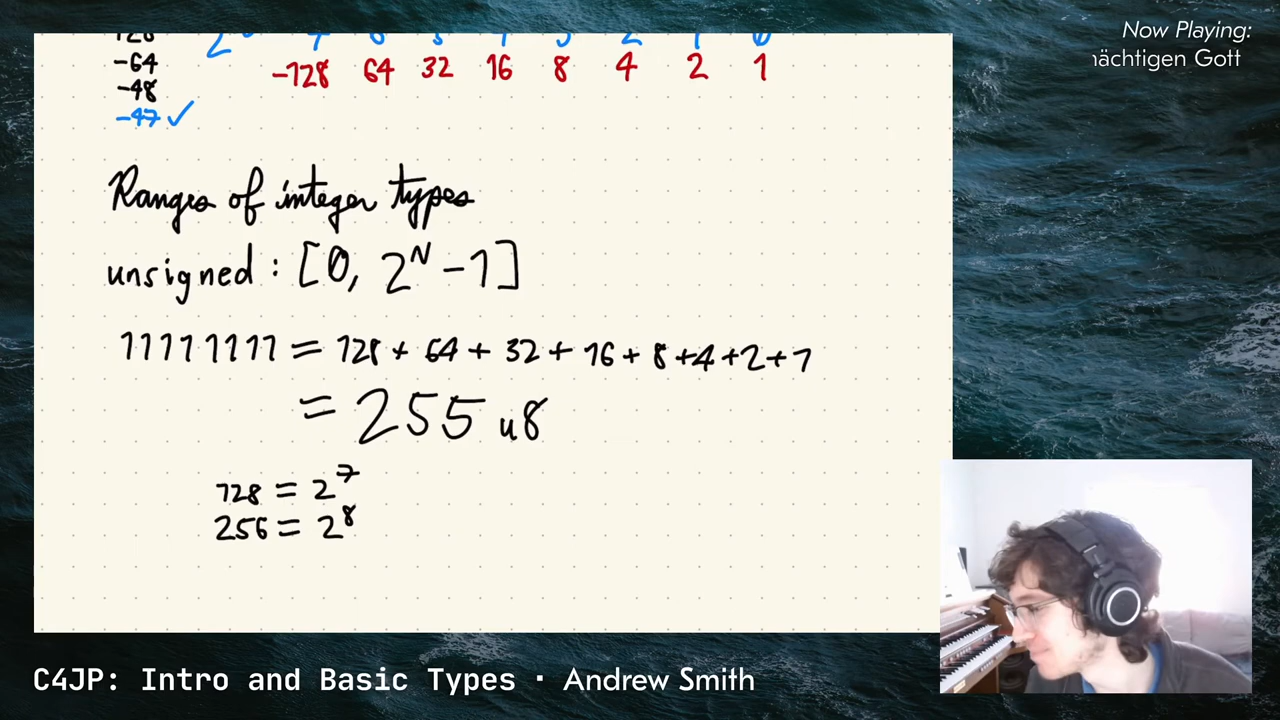 Now Playing:
nächtigen Gott
-64
-128 64 32 16 8 4 2 1
-48
-47 ✓
Ranges of integer types
unsigned: [0, 2^N - 1]
11111111 = 128 + 64 + 32 + 16 + 8 + 4 + 2 + 1
= 255 u8
128 = 2^7
256 = 2^8
C4JP: Intro and Basic Types · Andrew Smith